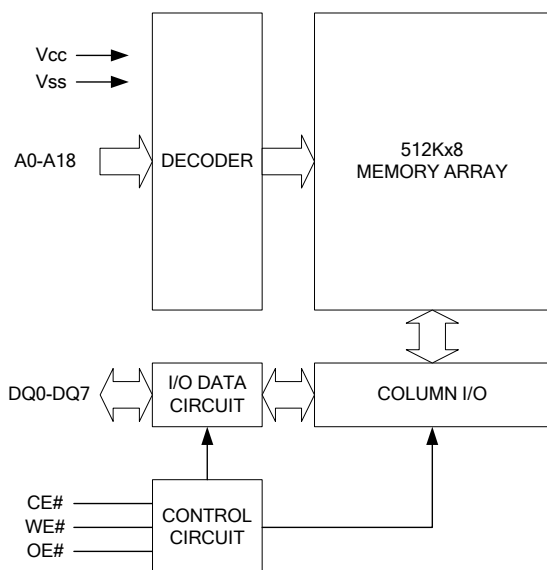 Vcc
Vss
A0-A18
DECODER
512Kx8
MEMORY ARRAY
DQ0-DQ7
I/O DATA
CIRCUIT
COLUMN I/O
CE#
WE#
OE#
CONTROL
CIRCUIT